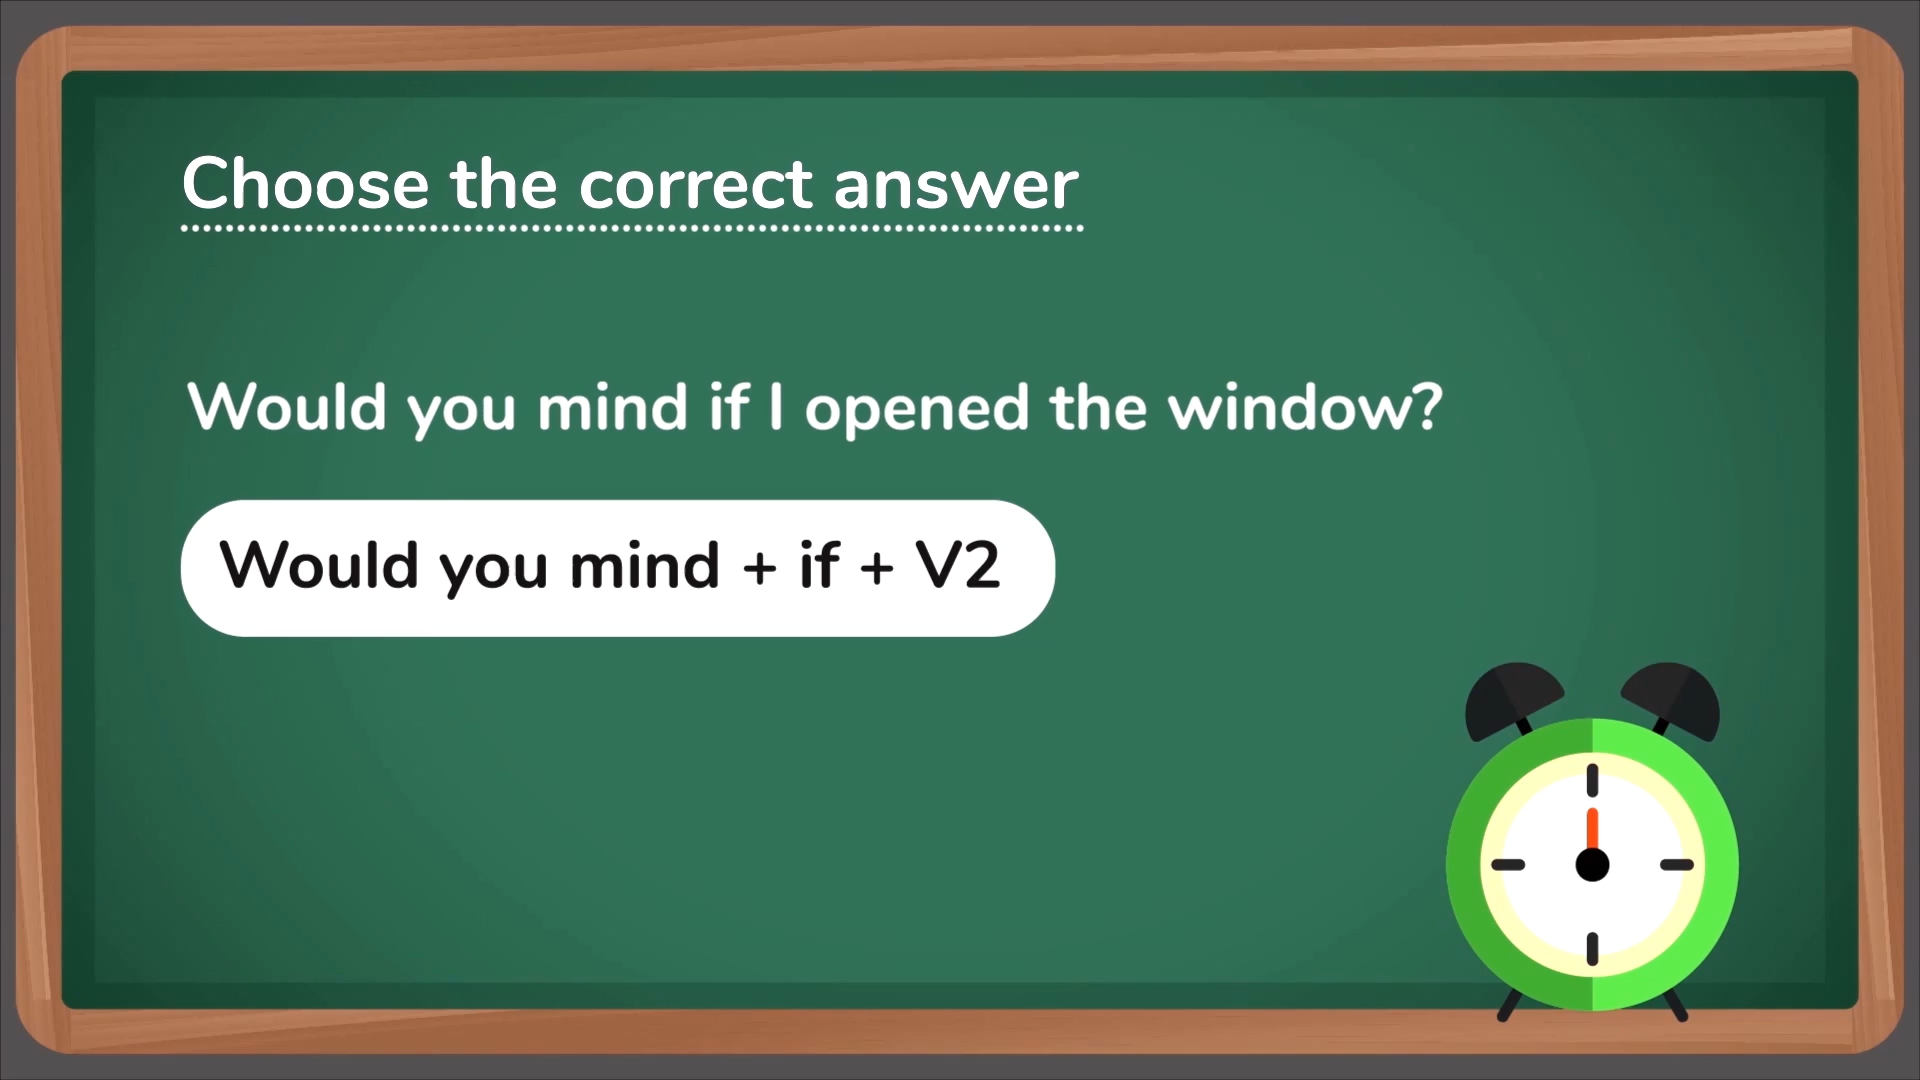 Choose the correct answer
Would you mind if I opened the window?
Would you mind + if + V2